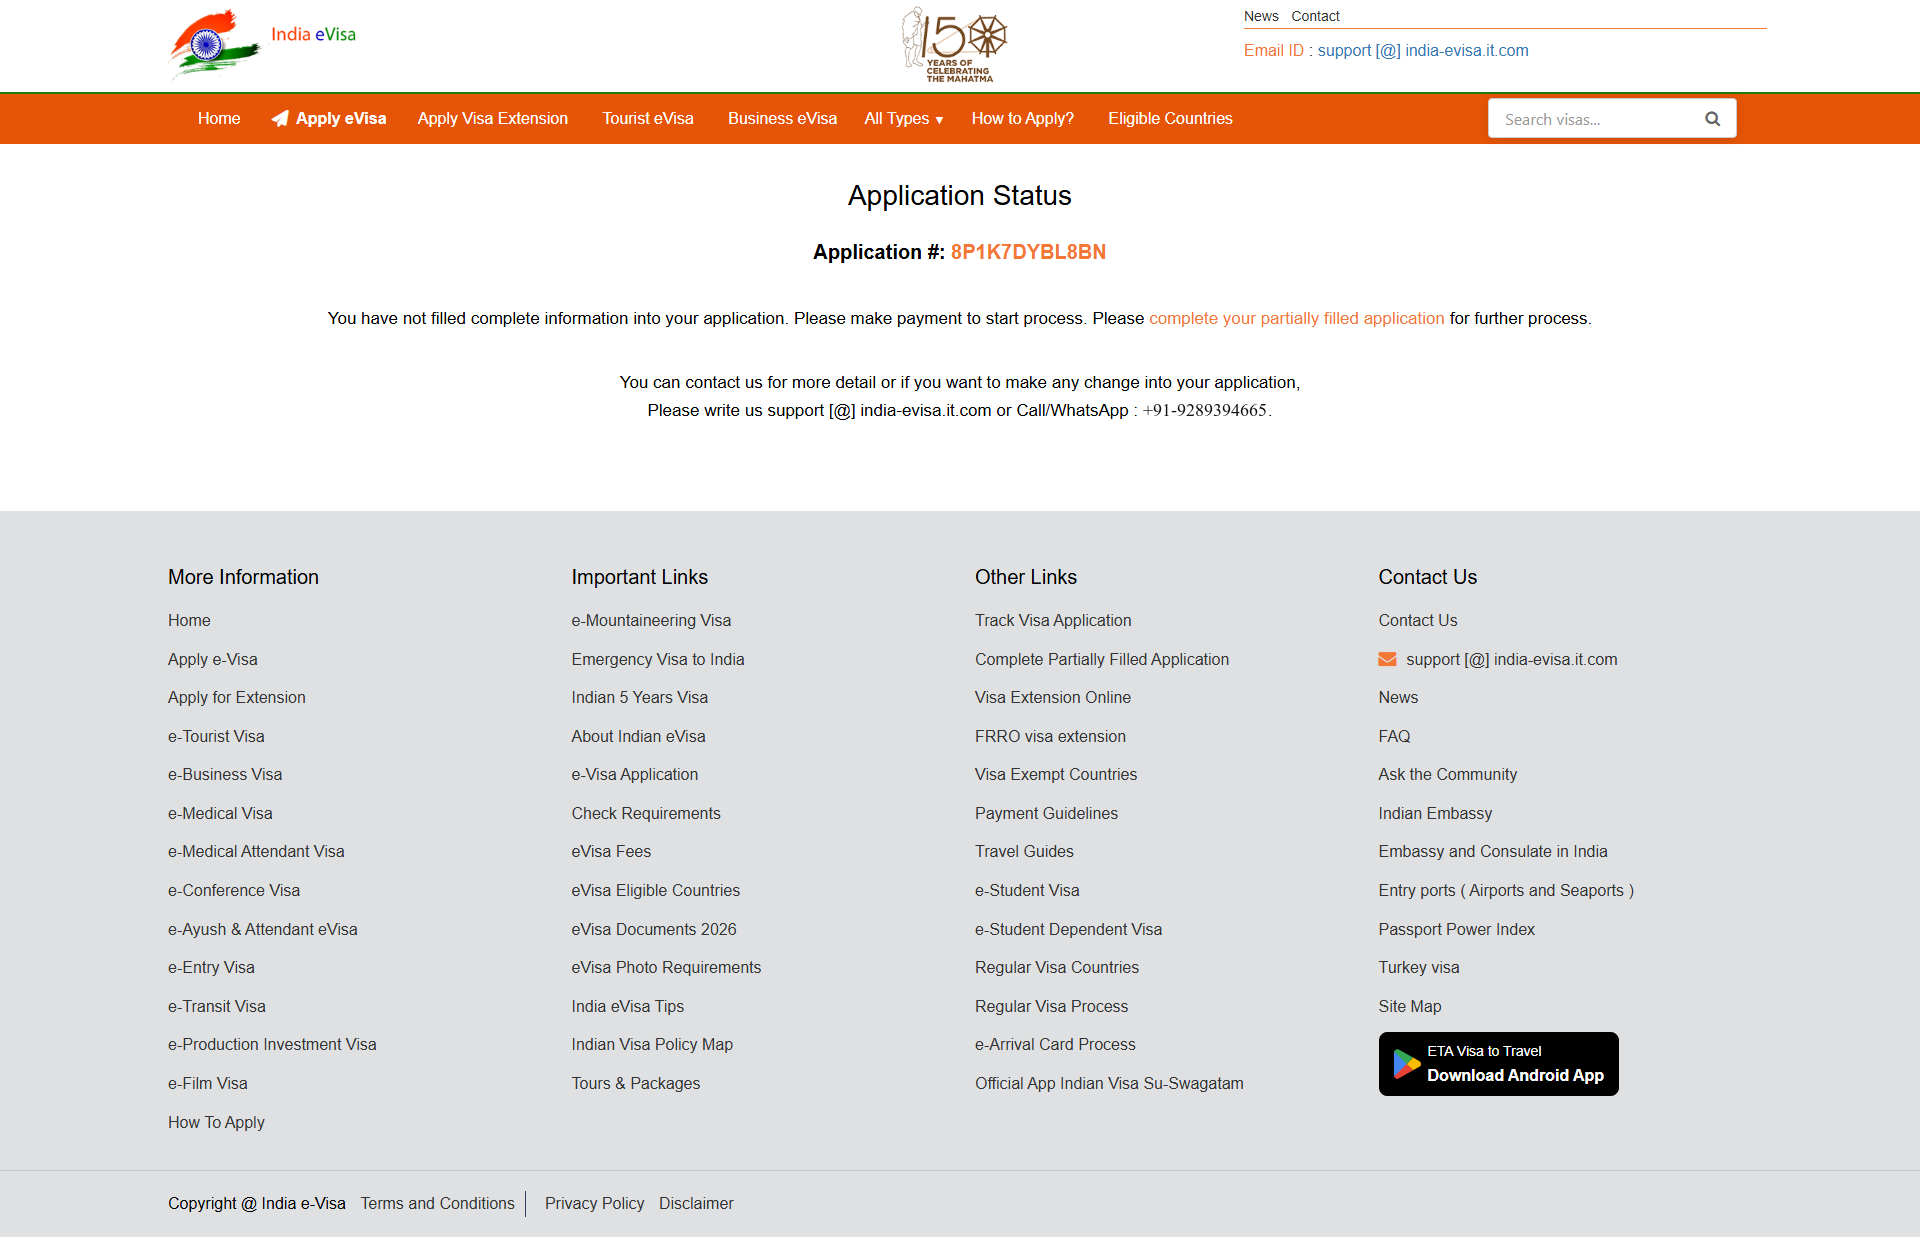 India eVisa
150
YEARS OF
CELEBRATING
THE MAHATMA
News Contact
Email ID : support [@] india-evisa.it.com
Home Apply eVisa Apply Visa Extension Tourist eVisa Business eVisa All Types ▼ How to Apply? Eligible Countries Search visas...
Application Status
Application #: 8P1K7DYBL8BN
You have not filled complete information into your application. Please make payment to start process. Please complete your partially filled application for further process.
You can contact us for more detail or if you want to make any change into your application,
Please write us support [@] india-evisa.it.com or Call/WhatsApp : +91-9289394665.
More Information
Home
Apply e-Visa
Apply for Extension
e-Tourist Visa
e-Business Visa
e-Medical Visa
e-Medical Attendant Visa
e-Conference Visa
e-Ayush & Attendant eVisa
e-Entry Visa
e-Transit Visa
e-Production Investment Visa
e-Film Visa
How To Apply
Important Links
e-Mountaineering Visa
Emergency Visa to India
Indian 5 Years Visa
About Indian eVisa
e-Visa Application
Check Requirements
eVisa Fees
eVisa Eligible Countries
eVisa Documents 2026
eVisa Photo Requirements
India eVisa Tips
Indian Visa Policy Map
Tours & Packages
Other Links
Track Visa Application
Complete Partially Filled Application
Visa Extension Online
FRRO visa extension
Visa Exempt Countries
Payment Guidelines
Travel Guides
e-Student Visa
e-Student Dependent Visa
Regular Visa Countries
Regular Visa Process
e-Arrival Card Process
Official App Indian Visa Su-Swagatam
Contact Us
Contact Us
support [@] india-evisa.it.com
News
FAQ
Ask the Community
Indian Embassy
Embassy and Consulate in India
Entry ports ( Airports and Seaports )
Passport Power Index
Turkey visa
Site Map
ETA Visa to Travel
Download Android App
Copyright @ India e-Visa Terms and Conditions Privacy Policy Disclaimer